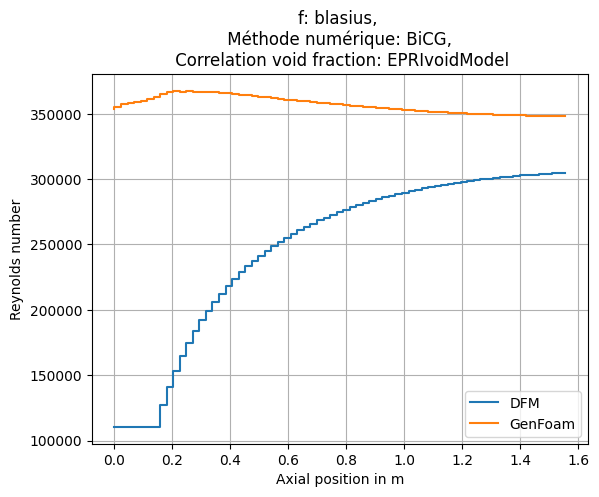 f: blasius,
Méthode numérique: BiCG,
Correlation void fraction: EPRIvoidModel
350000
300000
250000
200000
150000
100000
Reynolds number
0.0 0.2 0.4 0.6 0.8 1.0 1.2 1.4 1.6
Axial position in m
DFM
GenFoam